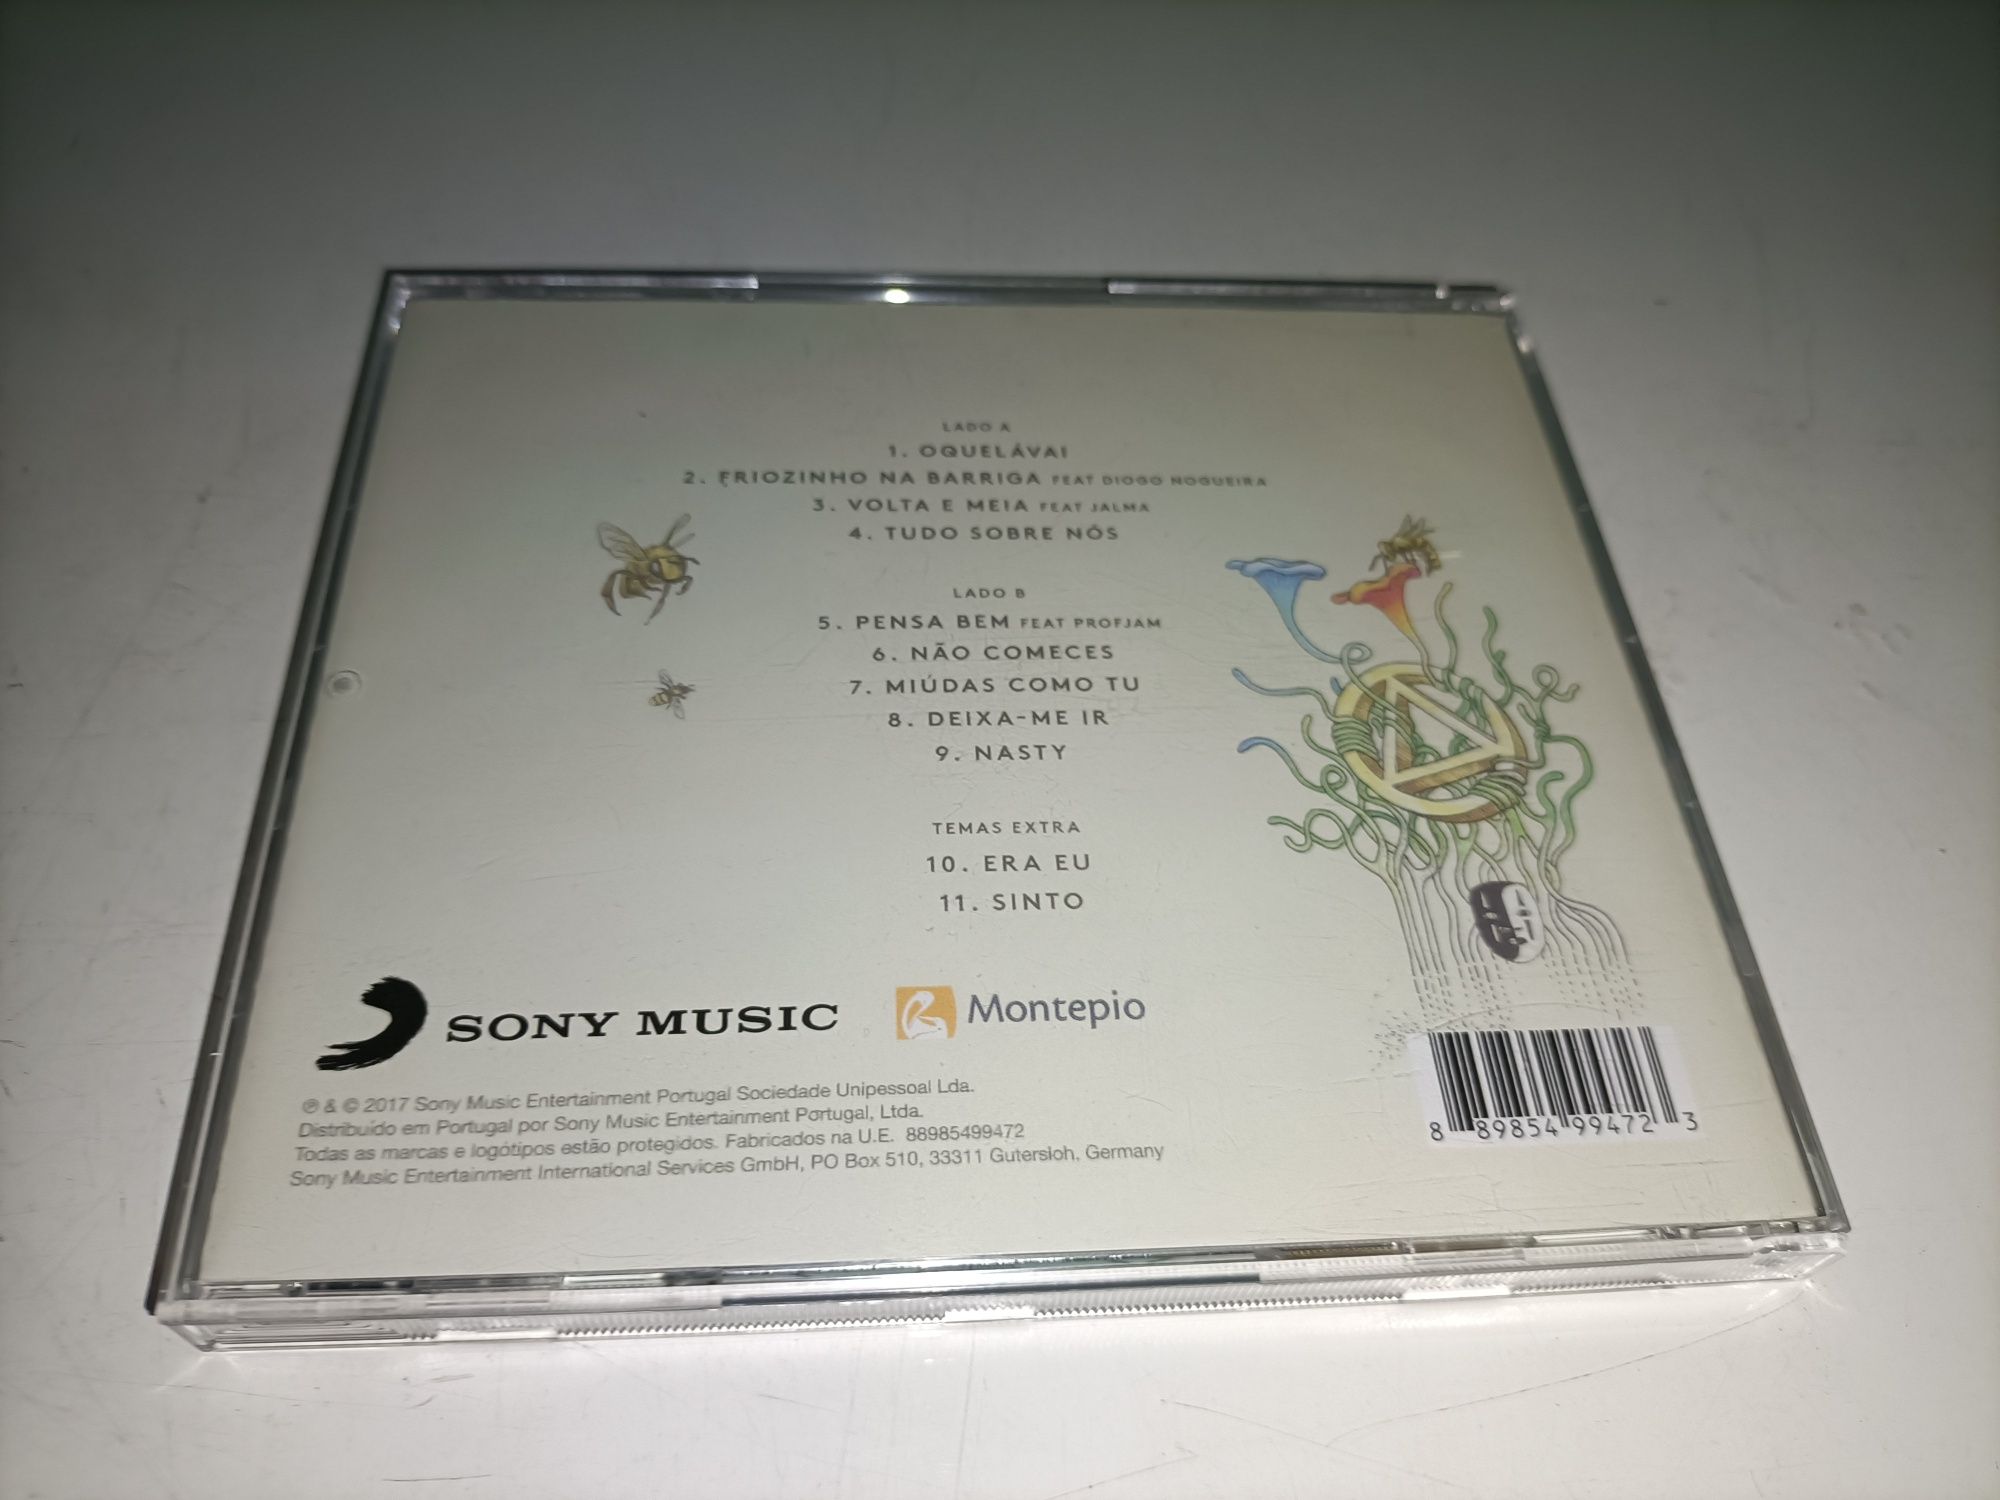 LADO A
1. OQUELÁVAI
2. FRIOZINHO NA BARRIGA FEAT DIOGO NOGUEIRA
3. VOLTA E MEIA FEAT JALMA
4. TUDO SOBRE NÓS
LADO B
5. PENSA BEM FEAT PROFJAM
6. NÃO COMECES
7. MIÚDAS COMO TU
8. DEIXA-ME IR
9. NASTY
TEMAS EXTRA
10. ERA EU
11. SINTO
SONY MUSIC
Montepio
℗ & © 2017 Sony Music Entertainment Portugal Sociedade Unipessoal Lda.
Distribuído em Portugal por Sony Music Entertainment Portugal, Ltda.
Todas as marcas e logótipos estão protegidos. Fabricados na U.E. 88985499472
Sony Music Entertainment International Services GmbH, PO Box 510, 33311 Gutersloh, Germany
8 89854 99472 3